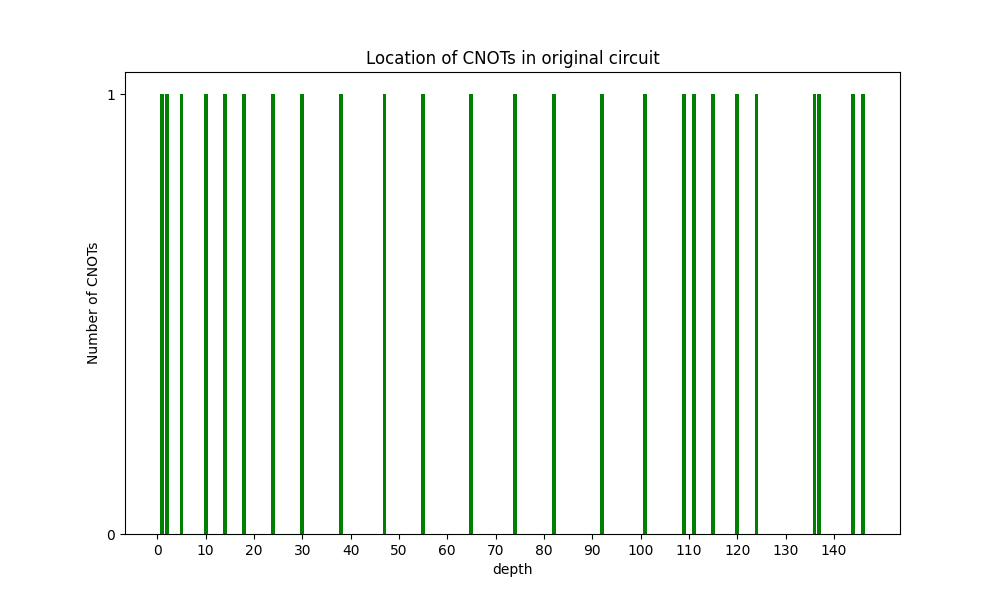 Location of CNOTs in original circuit
1
0
Number of CNOTs
0 10 20 30 40 50 60 70 80 90 100 110 120 130 140
depth